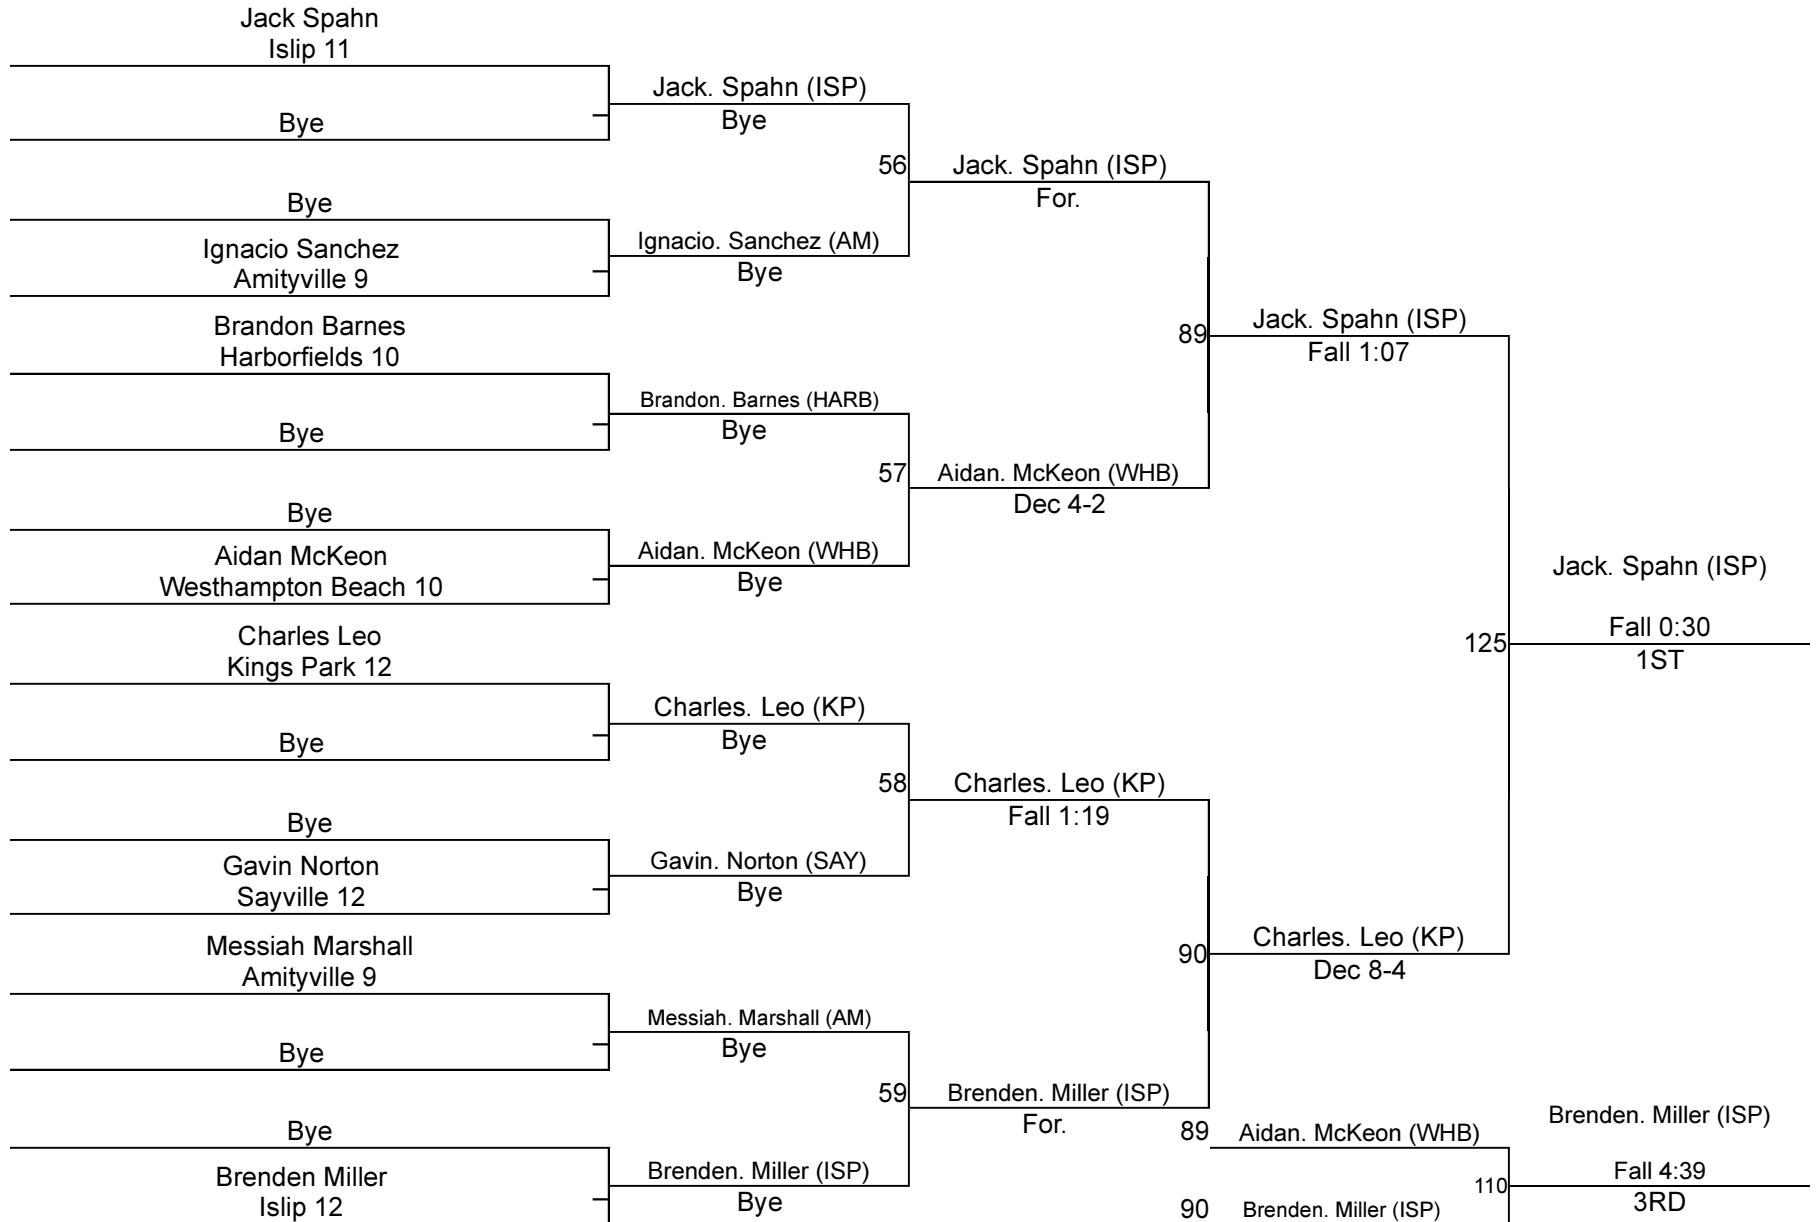 Jack Spahn
Islip 11
Bye
Bye
Ignacio Sanchez
Amityville 9
Brandon Barnes
Harborfields 10
Bye
Bye
Aidan McKeon
Westhampton Beach 10
Charles Leo
Kings Park 12
Bye
Bye
Gavin Norton
Sayville 12
Messiah Marshall
Amityville 9
Bye
Bye
Brenden Miller
Islip 12
Jack. Spahn (ISP)
Bye
56
Ignacio. Sanchez (AM)
Bye
Brandon. Barnes (HARB)
Bye
57
Aidan. McKeon (WHB)
Bye
Charles. Leo (KP)
Bye
58
Gavin. Norton (SAY)
Bye
Messiah. Marshall (AM)
Bye
59
Brenden. Miller (ISP)
Bye
Jack. Spahn (ISP)
For.
89
Aidan. McKeon (WHB)
Dec 4-2
Charles. Leo (KP)
Fall 1:19
90
Brenden. Miller (ISP)
For.
Jack. Spahn (ISP)
Fall 1:07
125
Charles. Leo (KP)
Dec 8-4
Jack. Spahn (ISP)
Fall 0:30
1ST
89 Aidan. McKeon (WHB)
110
90 Brenden. Miller (ISP)
Brenden. Miller (ISP)
Fall 4:39
3RD